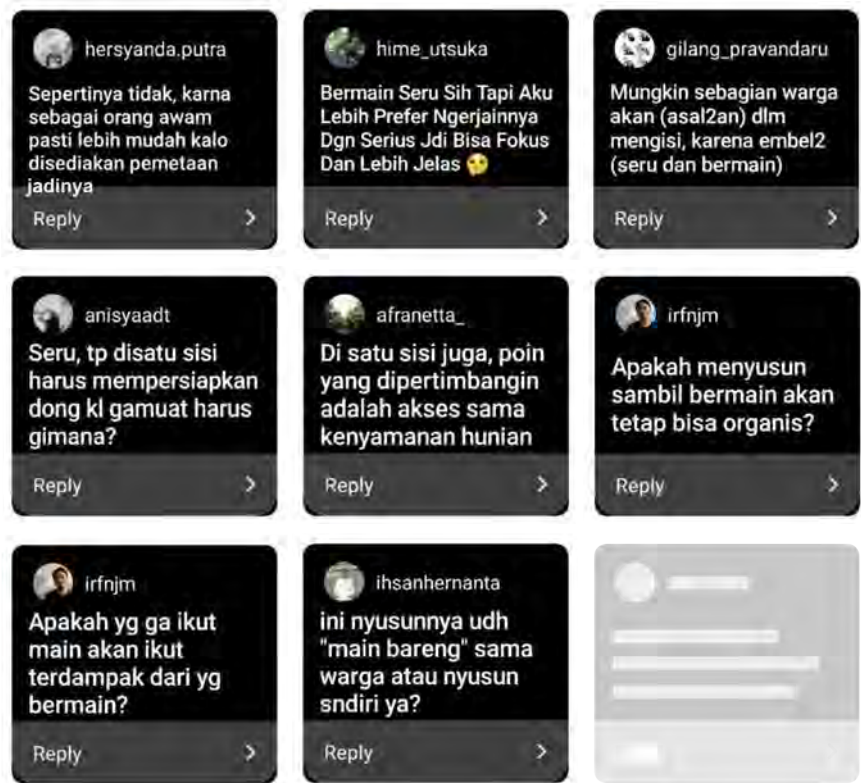 hersyanda.putra
Sepertinya tidak, karna
sebagai orang awam
pasti lebih mudah kalo
disediakan pemetaan
jadinya
Reply
hime_utsuka
Bermain Seru Sih Tapi Aku
Lebih Prefer Ngerjainnya
Dgn Serius Jdi Bisa Fokus
Dan Lebih Jelas 🤔
Reply
gilang_pravandaru
Mungkin sebagian warga
akan (asal2an) dlm
mengisi, karena embel2
(seru dan bermain)
Reply
anisyaadt
Seru, tp disatu sisi
harus mempersiapkan
dong kl gamuat harus
gimana?
Reply
afranetta_
Di satu sisi juga, poin
yang dipertimbangin
adalah akses sama
kenyamanan hunian
Reply
irfnjm
Apakah menyusun
sambil bermain akan
tetap bisa organis?
Reply
irfnjm
Apakah yg ga ikut
main akan ikut
terdampak dari yg
bermain?
Reply
ihsanhernanta
ini nyusunnya udh
"main bareng" sama
warga atau nyusun
sndiri ya?
Reply